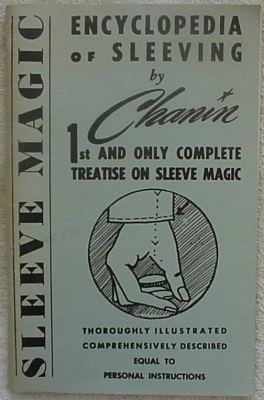 SLEEVE MAGIC
ENCYCLOPEDIA
OF SLEEVING
by
Chanin
1st AND ONLY COMPLETE
TREATISE ON SLEEVE MAGIC
THOROUGHLY ILLUSTRATED
COMPREHENSIVELY DESCRIBED
EQUAL TO
PERSONAL INSTRUCTIONS